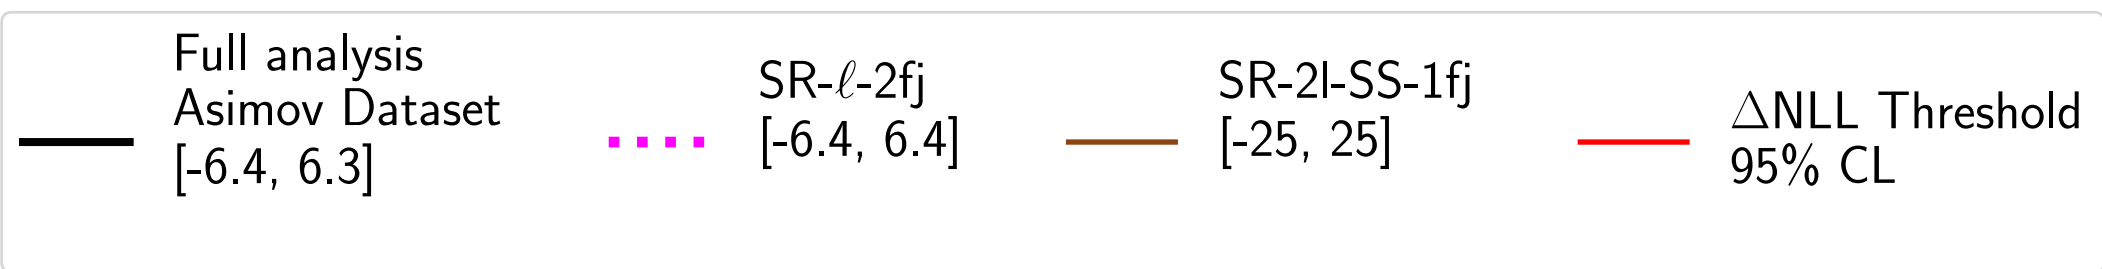 Full analysis
Asimov Dataset
[-6.4, 6.3]
SR-ℓ-2fj
[-6.4, 6.4]
SR-2l-SS-1fj
[-25, 25]
△NLL Threshold
95% CL